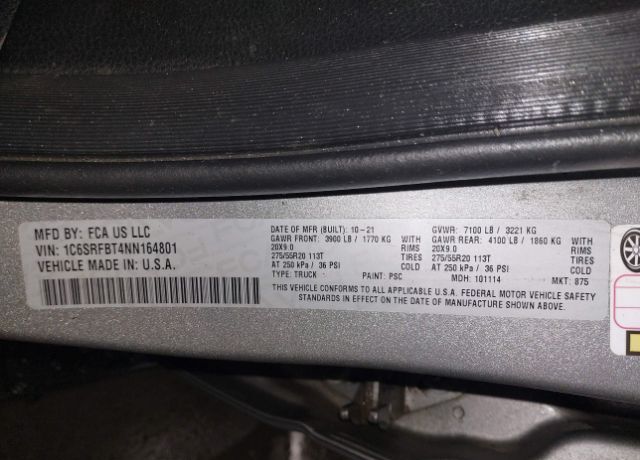 MFD BY: FCA US LLC
VIN: 1C6SRFBT4NN164801
VEHICLE MADE IN U.S.A.
DATE OF MFR (BUILT): 10-21 GVWR: 7100 LB / 3221 KG
GAWR FRONT: 3900 LB / 1770 KG WITH GAWR REAR: 4100 LB / 1860 KG WITH
20X9.0 RIMS 20X9.0 RIMS
275/55R20 113T TIRES 275/55R20 113T TIRES
AT 250 kPa / 36 PSI COLD AT 250 kPa / 36 PSI COLD
TYPE: TRUCK - PAINT: PSC MDH: 101114 MKT: 875
THIS VEHICLE CONFORMS TO ALL APPLICABLE U.S.A. FEDERAL MOTOR VEHICLE SAFETY
STANDARDS IN EFFECT ON THE DATE OF MANUFACTURE SHOWN ABOVE.